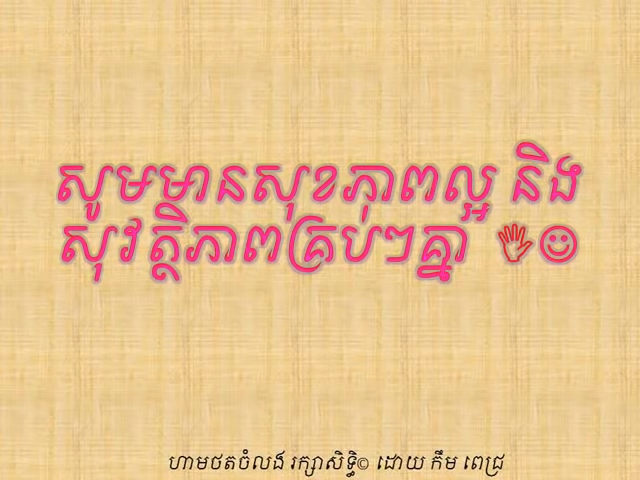 សូមមានសុខភាពល្អ និង
សុវត្ថិភាពគ្រប់ៗគ្នា 🖐☺
ហាមថតចំលង រក្សាសិទ្ធិ© ដោយ កឹម ពេជ្រ